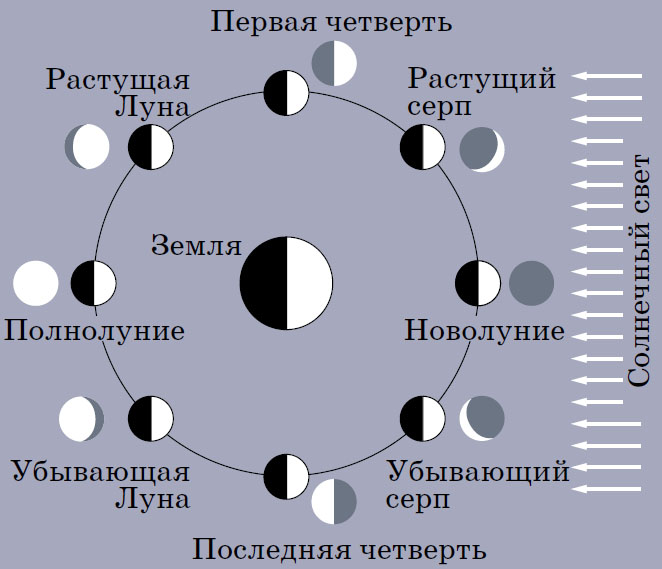 Первая четверть
Растущая
Луна
Растущий
серп
Земля
Солнечный свет
Полнолуние
Новолуние
Убывающая
Луна
Убывающий
серп
Последняя четверть